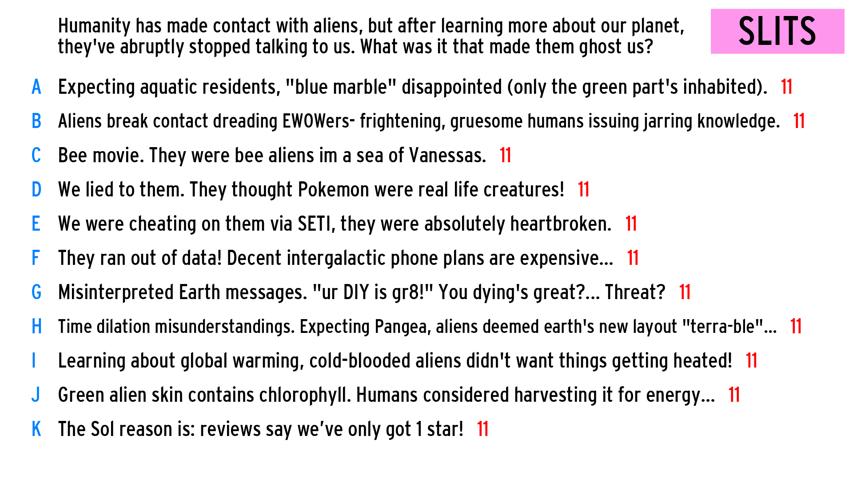 Humanity has made contact with aliens, but after learning more about our planet,
they've abruptly stopped talking to us. What was it that made them ghost us?
SLITS
A Expecting aquatic residents, "blue marble" disappointed (only the green part's inhabited). 11
B Aliens break contact dreading EWOWers- frightening, gruesome humans issuing jarring knowledge. 11
C Bee movie. They were bee aliens im a sea of Vanessas. 11
D We lied to them. They thought Pokemon were real life creatures! 11
E We were cheating on them via SETI, they were absolutely heartbroken. 11
F They ran out of data! Decent intergalactic phone plans are expensive... 11
G Misinterpreted Earth messages. "ur DIY is gr8!" You dying's great?... Threat? 11
H Time dilation misunderstandings. Expecting Pangea, aliens deemed earth's new layout "terra-ble"... 11
I Learning about global warming, cold-blooded aliens didn't want things getting heated! 11
J Green alien skin contains chlorophyll. Humans considered harvesting it for energy... 11
K The Sol reason is: reviews say we’ve only got 1 star! 11